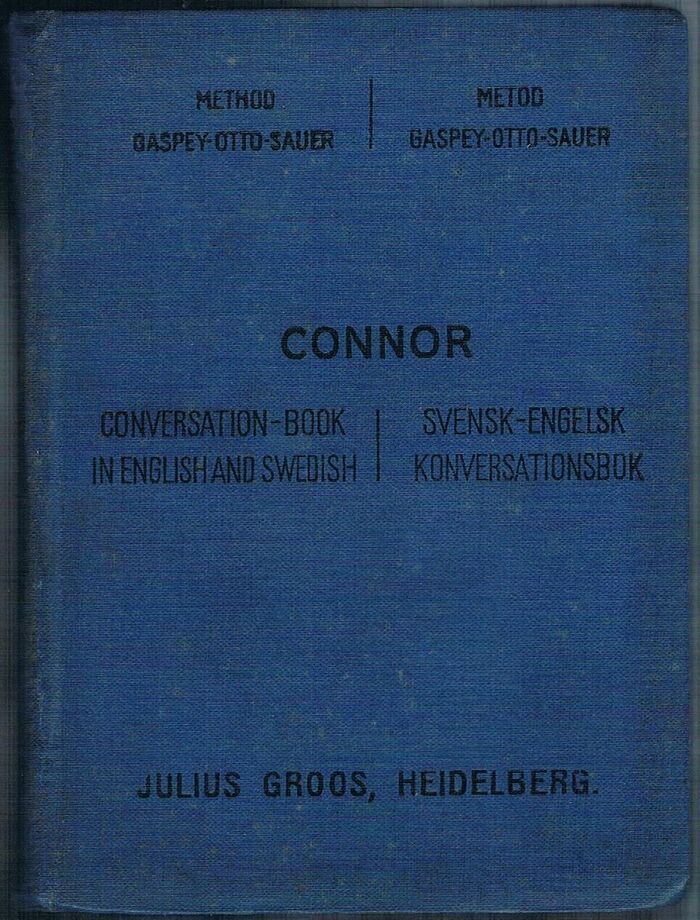 METHOD
GASPEY-OTTO-SAUER
METOD
GASPEY-OTTO-SAUER
CONNOR
CONVERSATION-BOOK
IN ENGLISH AND SWEDISH
SVENSK-ENGELSK
KONVERSATIONSBOK
JULIUS GROOS, HEIDELBERG.